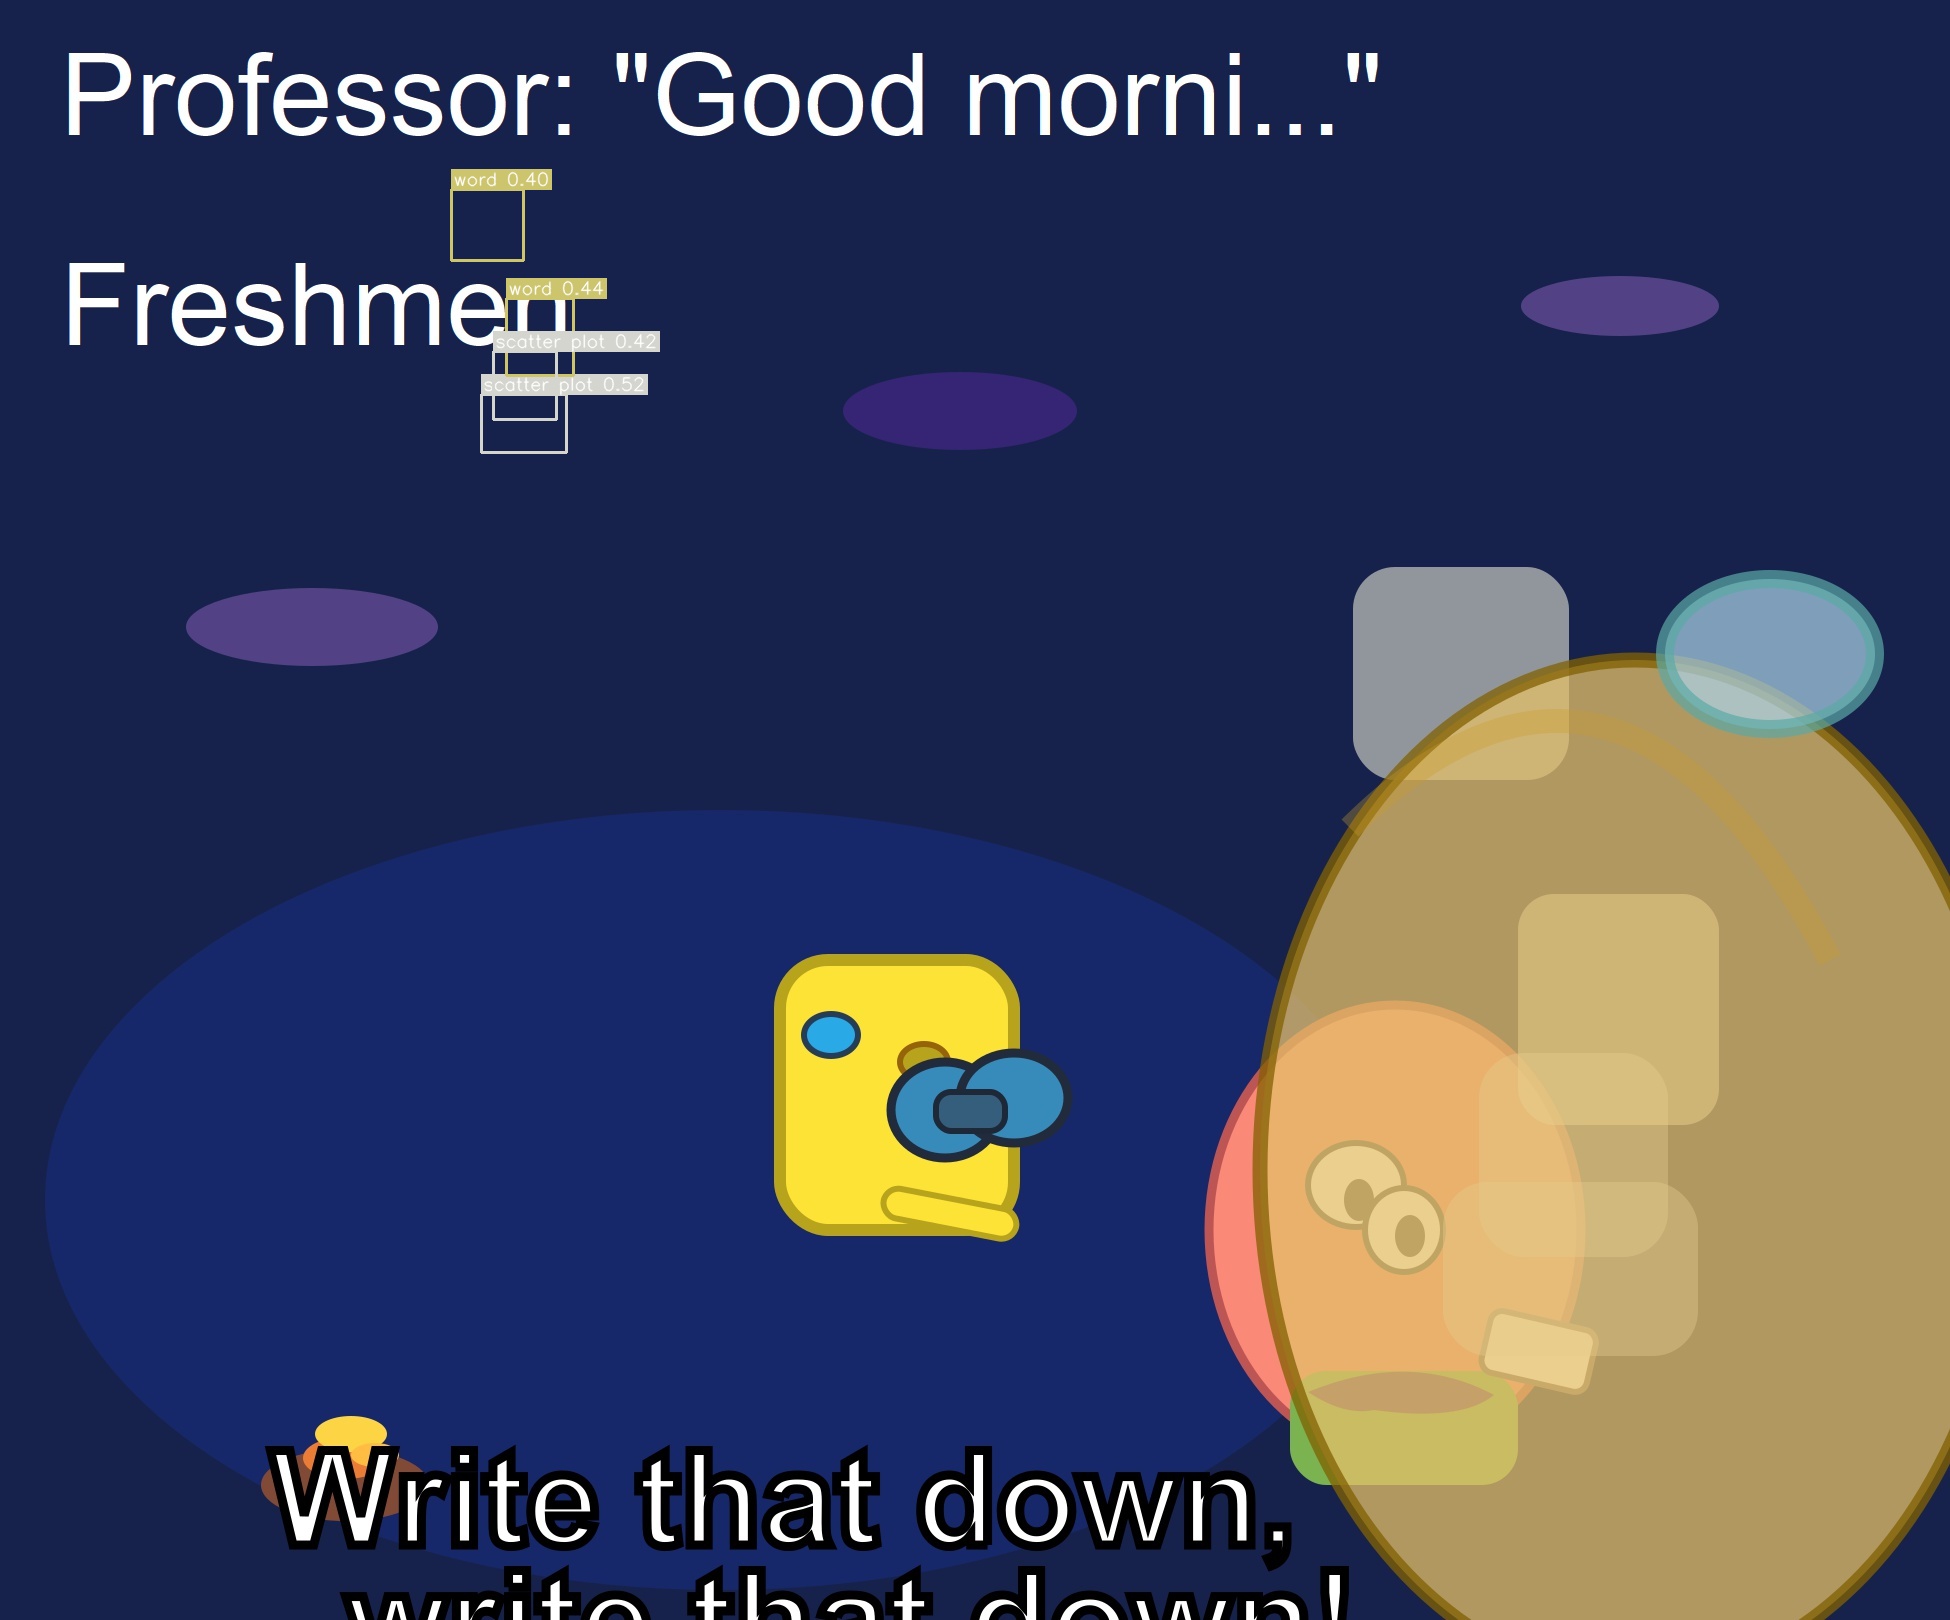 Professor: "Good morni..."
word 0.40
Freshmen
word 0.44
scatter plot 0.42
scatter plot 0.52
Write that down,
write that down!